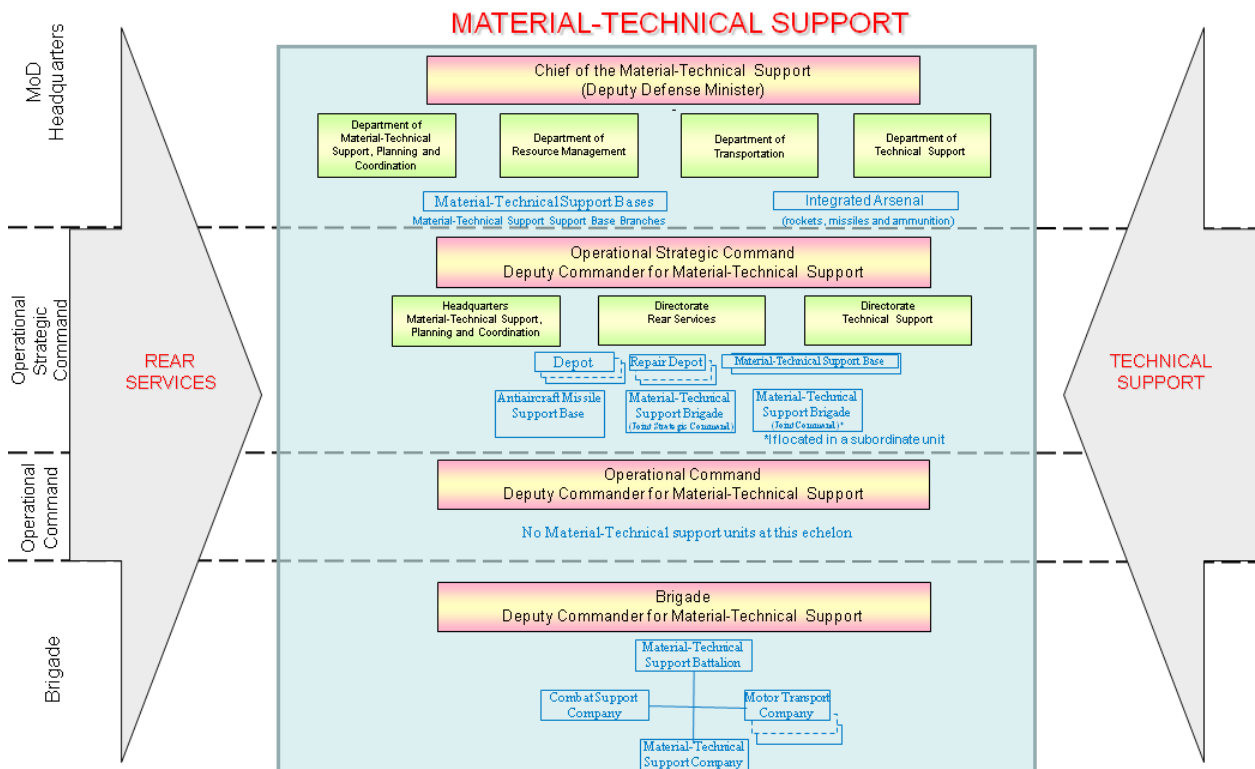 MATERIAL-TECHNICAL SUPPORT
MoD
Headquarters
Chief of the Material-Technical Support
(Deputy Defense Minister)
Department of
Material-Technical
Support, Planning and
Coordination
Department of
Resource Management
Department of
Transportation
Department of
Technical Support
Material-Technical Support Bases
Material-Technical Support Support Base Branches
Integrated Arsenal
(rockets, missiles and ammunition)
Operational
Strategic
Command
REAR
SERVICES
TECHNICAL
SUPPORT
Operational Strategic Command
Deputy Commander for Material-Technical Support
Headquarters
Material-Technical Support,
Planning and Coordination
Directorate
Rear Services
Directorate
Technical Support
Depot
Repair Depot
Material-Technical Support Base
Antiaircraft Missile
Support Base
Material-Technical
Support Brigade
(Joint Strategic Command)
Material-Technical
Support Brigade
(Joint Command)*
*If located in a subordinate unit
Operational
Command
Operational Command
Deputy Commander for Material-Technical Support
No Material-Technical support units at this echelon
Brigade
Brigade
Deputy Commander for Material-Technical Support
Material-Technical
Support Battalion
Combat Support
Company
Motor Transport
Company
Material-Technical
Support Company